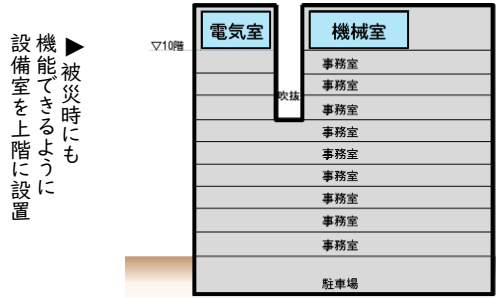 ▶被災時にも
機能できるように
設備室を上階に設置
▽10階
電気室
機械室
吹抜
事務室
事務室
事務室
事務室
事務室
事務室
事務室
事務室
事務室
駐車場